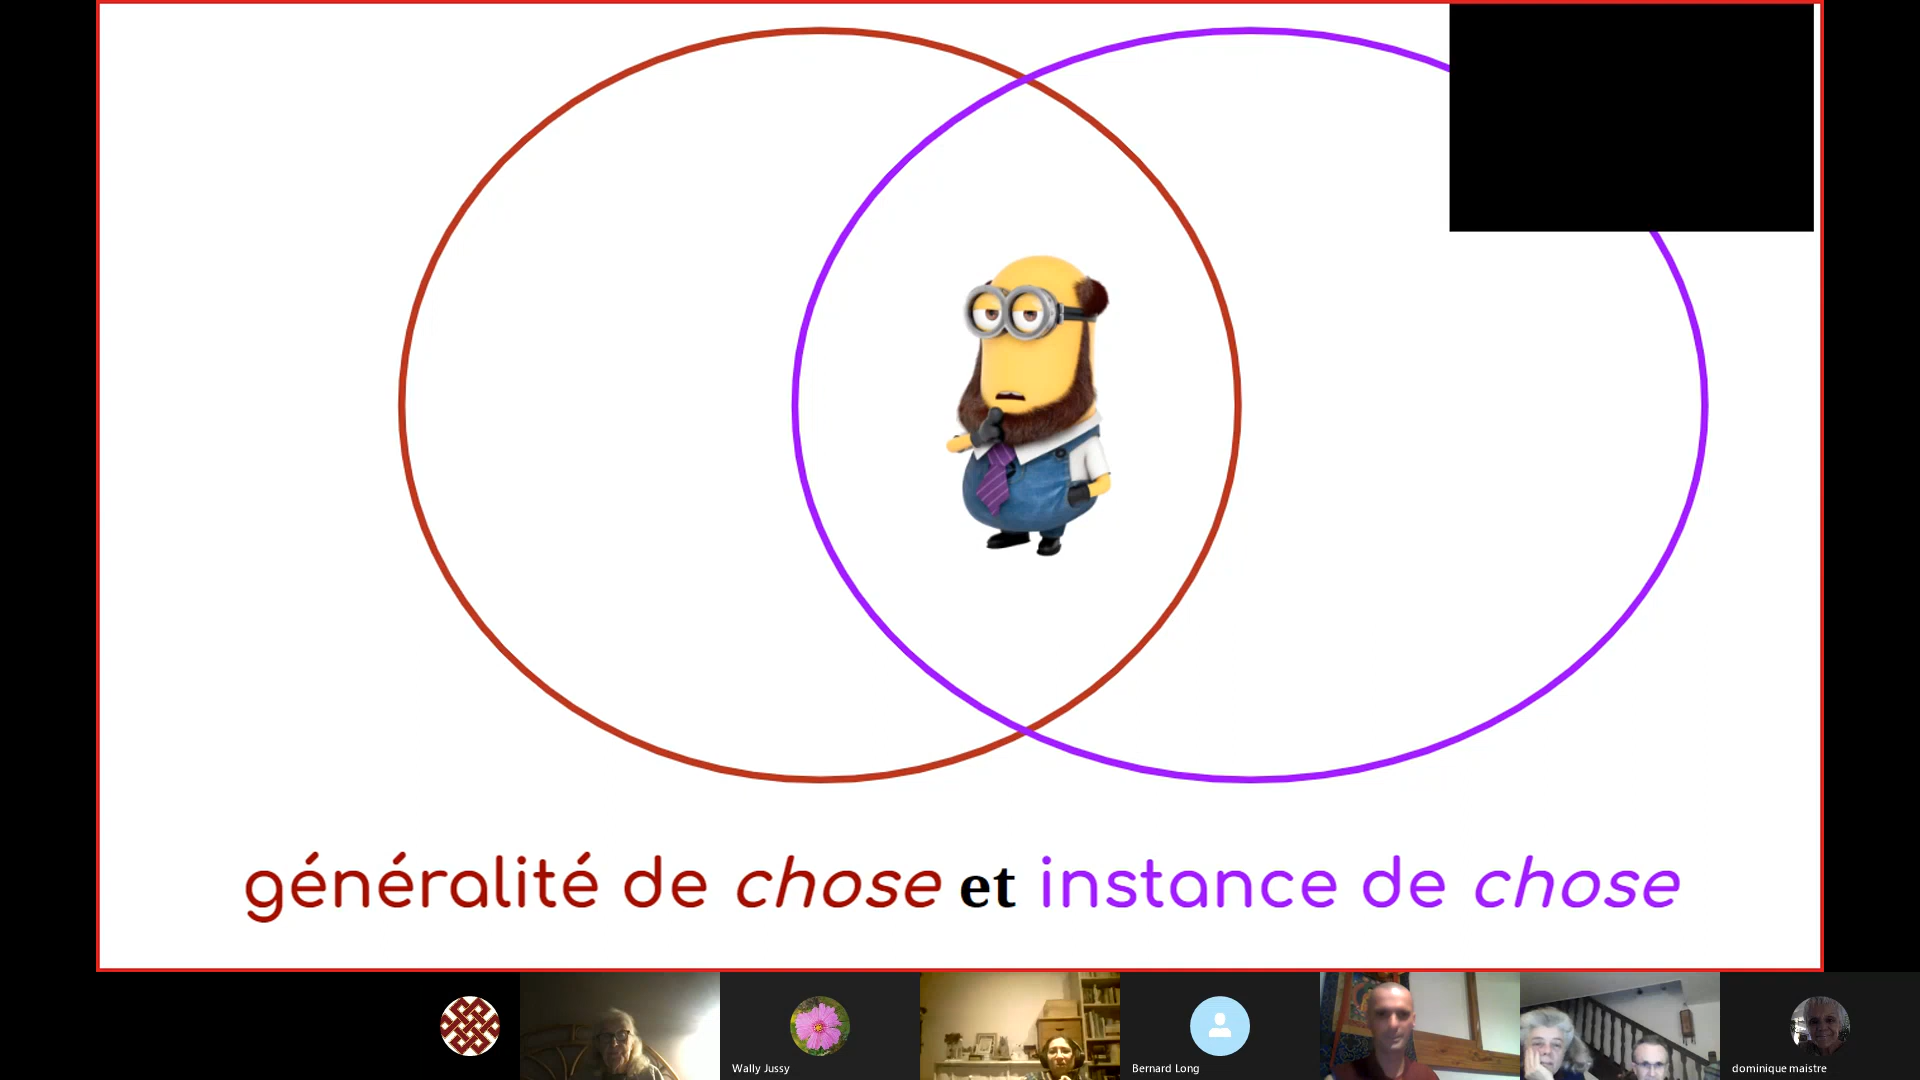 généralité de chose et instance de chose
Wally Jussy
Bernard Long
dominique maistre